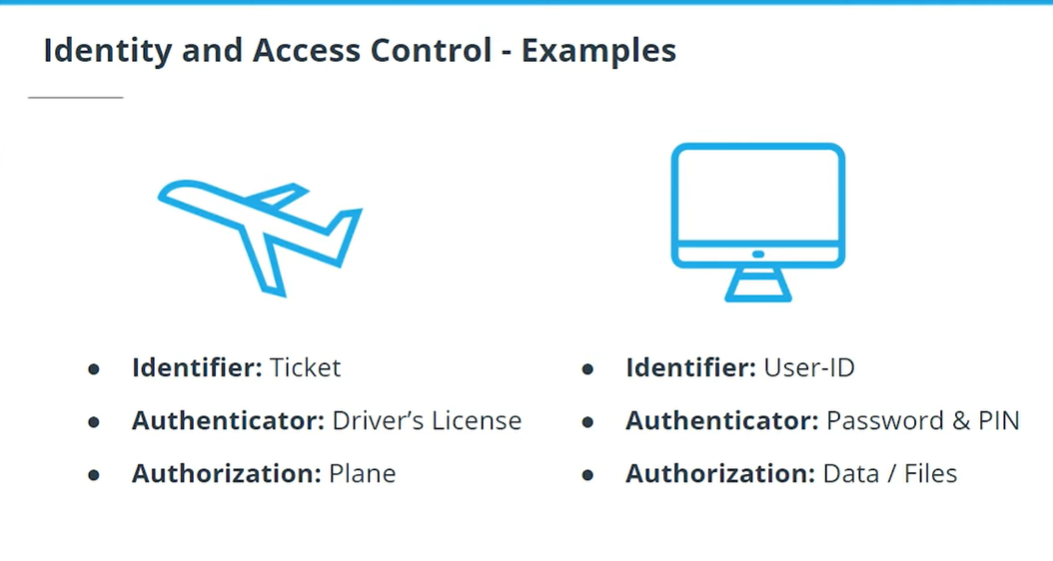 Identity and Access Control - Examples
Identifier: Ticket
Authenticator: Driver’s License
Authorization: Plane
Identifier: User-ID
Authenticator: Password & PIN
Authorization: Data / Files